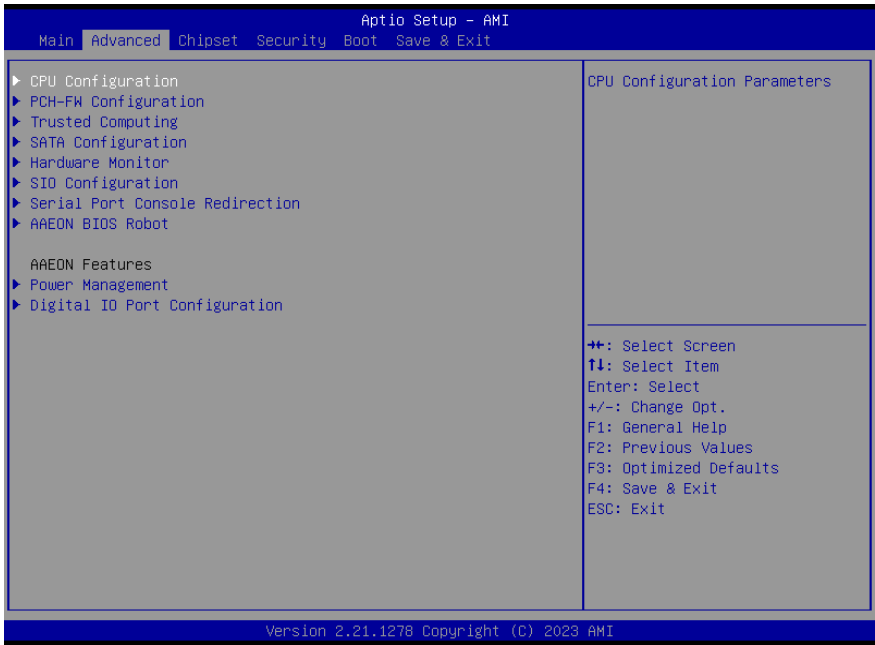 Aptio Setup – AMI
Main Advanced Chipset Security Boot Save & Exit
CPU Configuration
PCH-FW Configuration
Trusted Computing
SATA Configuration
Hardware Monitor
SIO Configuration
Serial Port Console Redirection
AAEON BIOS Robot
AAEON Features
Power Management
Digital IO Port Configuration
CPU Configuration Parameters
→←: Select Screen
↑↓: Select Item
Enter: Select
+/-: Change Opt.
F1: General Help
F2: Previous Values
F3: Optimized Defaults
F4: Save & Exit
ESC: Exit
Version 2.21.1278 Copyright (C) 2023 AMI